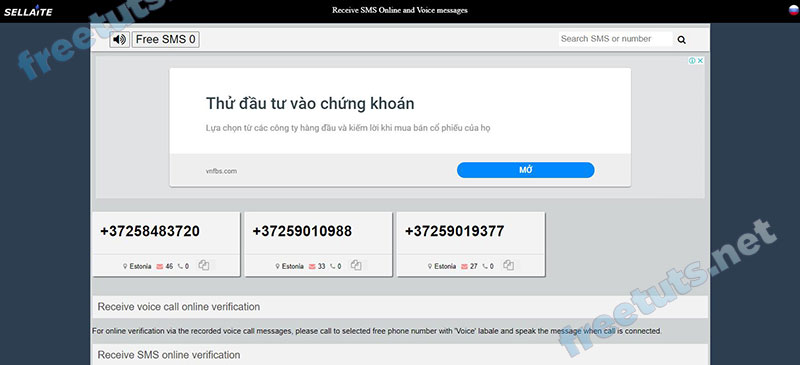 SELLAITE
Receive SMS Online and Voice messages
Free SMS 0
Search SMS or number
Thử đầu tư vào chứng khoán
Lựa chọn từ các công ty hàng đầu và kiếm lời khi mua bán cổ phiếu của họ
vnfbs.com
MỞ
+37258483720
+37259010988
+37259019377
Estonia 46 0
Estonia 33 0
Estonia 27 0
Receive voice call online verification
For online verification via the recorded voice call messages, please call to selected free phone number with 'Voice' labale and speak the message when call is connected.
Receive SMS online verification
freetuts.net
freetuts.net